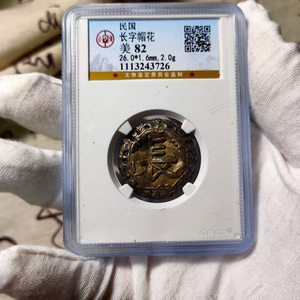 民国
长字帽花
美 82
26.0*1.6mm,2.0g
文物鉴定委员会监制
1113243726
長